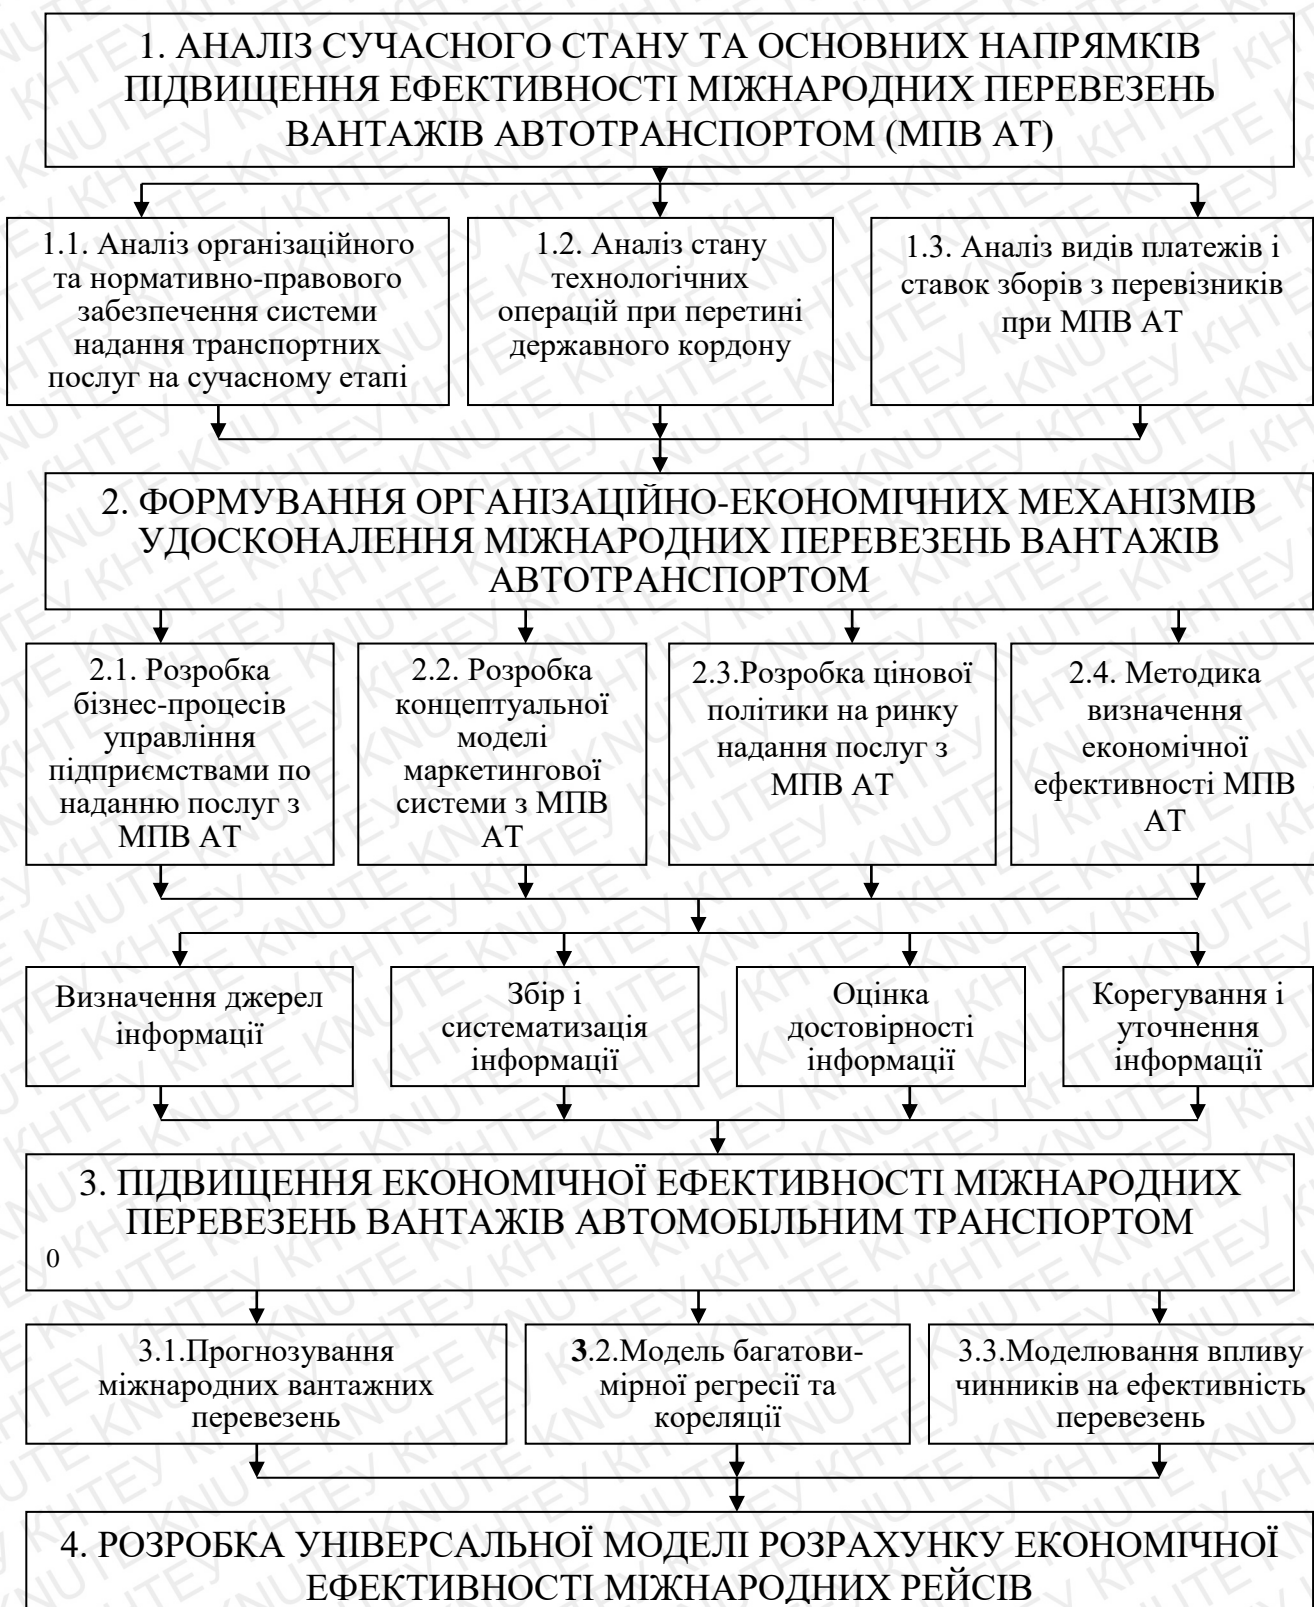 1. АНАЛІЗ СУЧАСНОГО СТАНУ ТА ОСНОВНИХ НАПРЯМКІВ
ПІДВИЩЕННЯ ЕФЕКТИВНОСТІ МІЖНАРОДНИХ ПЕРЕВЕЗЕНЬ
ВАНТАЖІВ АВТОТРАНСПОРТОМ (МПВ АТ)
1.1. Аналіз організаційного
та нормативно-правового
забезпечення системи
надання транспортних
послуг на сучасному етапі
1.2. Аналіз стану
технологічних
операцій при перетині
державного кордону
1.3. Аналіз видів платежів і
ставок зборів з перевізників
при МПВ АТ
2. ФОРМУВАННЯ ОРГАНІЗАЦІЙНО-ЕКОНОМІЧНИХ МЕХАНІЗМІВ
УДОСКОНАЛЕННЯ МІЖНАРОДНИХ ПЕРЕВЕЗЕНЬ ВАНТАЖІВ
АВТОТРАНСПОРТОМ
2.1. Розробка
бізнес-процесів
управління
підприємствами по
наданню послуг з
МПВ АТ
2.2. Розробка
концептуальної
моделі
маркетингової
системи з МПВ
АТ
2.3.Розробка цінової
політики на ринку
надання послуг з
МПВ АТ
2.4. Методика
визначення
економічної
ефективності МПВ
АТ
Визначення джерел
інформації
Збір і
систематизація
інформації
Оцінка
достовірності
інформації
Корегування і
уточнення
інформації
3. ПІДВИЩЕННЯ ЕКОНОМІЧНОЇ ЕФЕКТИВНОСТІ МІЖНАРОДНИХ
ПЕРЕВЕЗЕНЬ ВАНТАЖІВ АВТОМОБІЛЬНИМ ТРАНСПОРТОМ
0
3.1.Прогнозування
міжнародних вантажних
перевезень
3.2.Модель багатови-
мірної регресії та
кореляції
3.3.Моделювання впливу
чинників на ефективність
перевезень
4. РОЗРОБКА УНІВЕРСАЛЬНОЇ МОДЕЛІ РОЗРАХУНКУ ЕКОНОМІЧНОЇ
ЕФЕКТИВНОСТІ МІЖНАРОДНИХ РЕЙСІВ